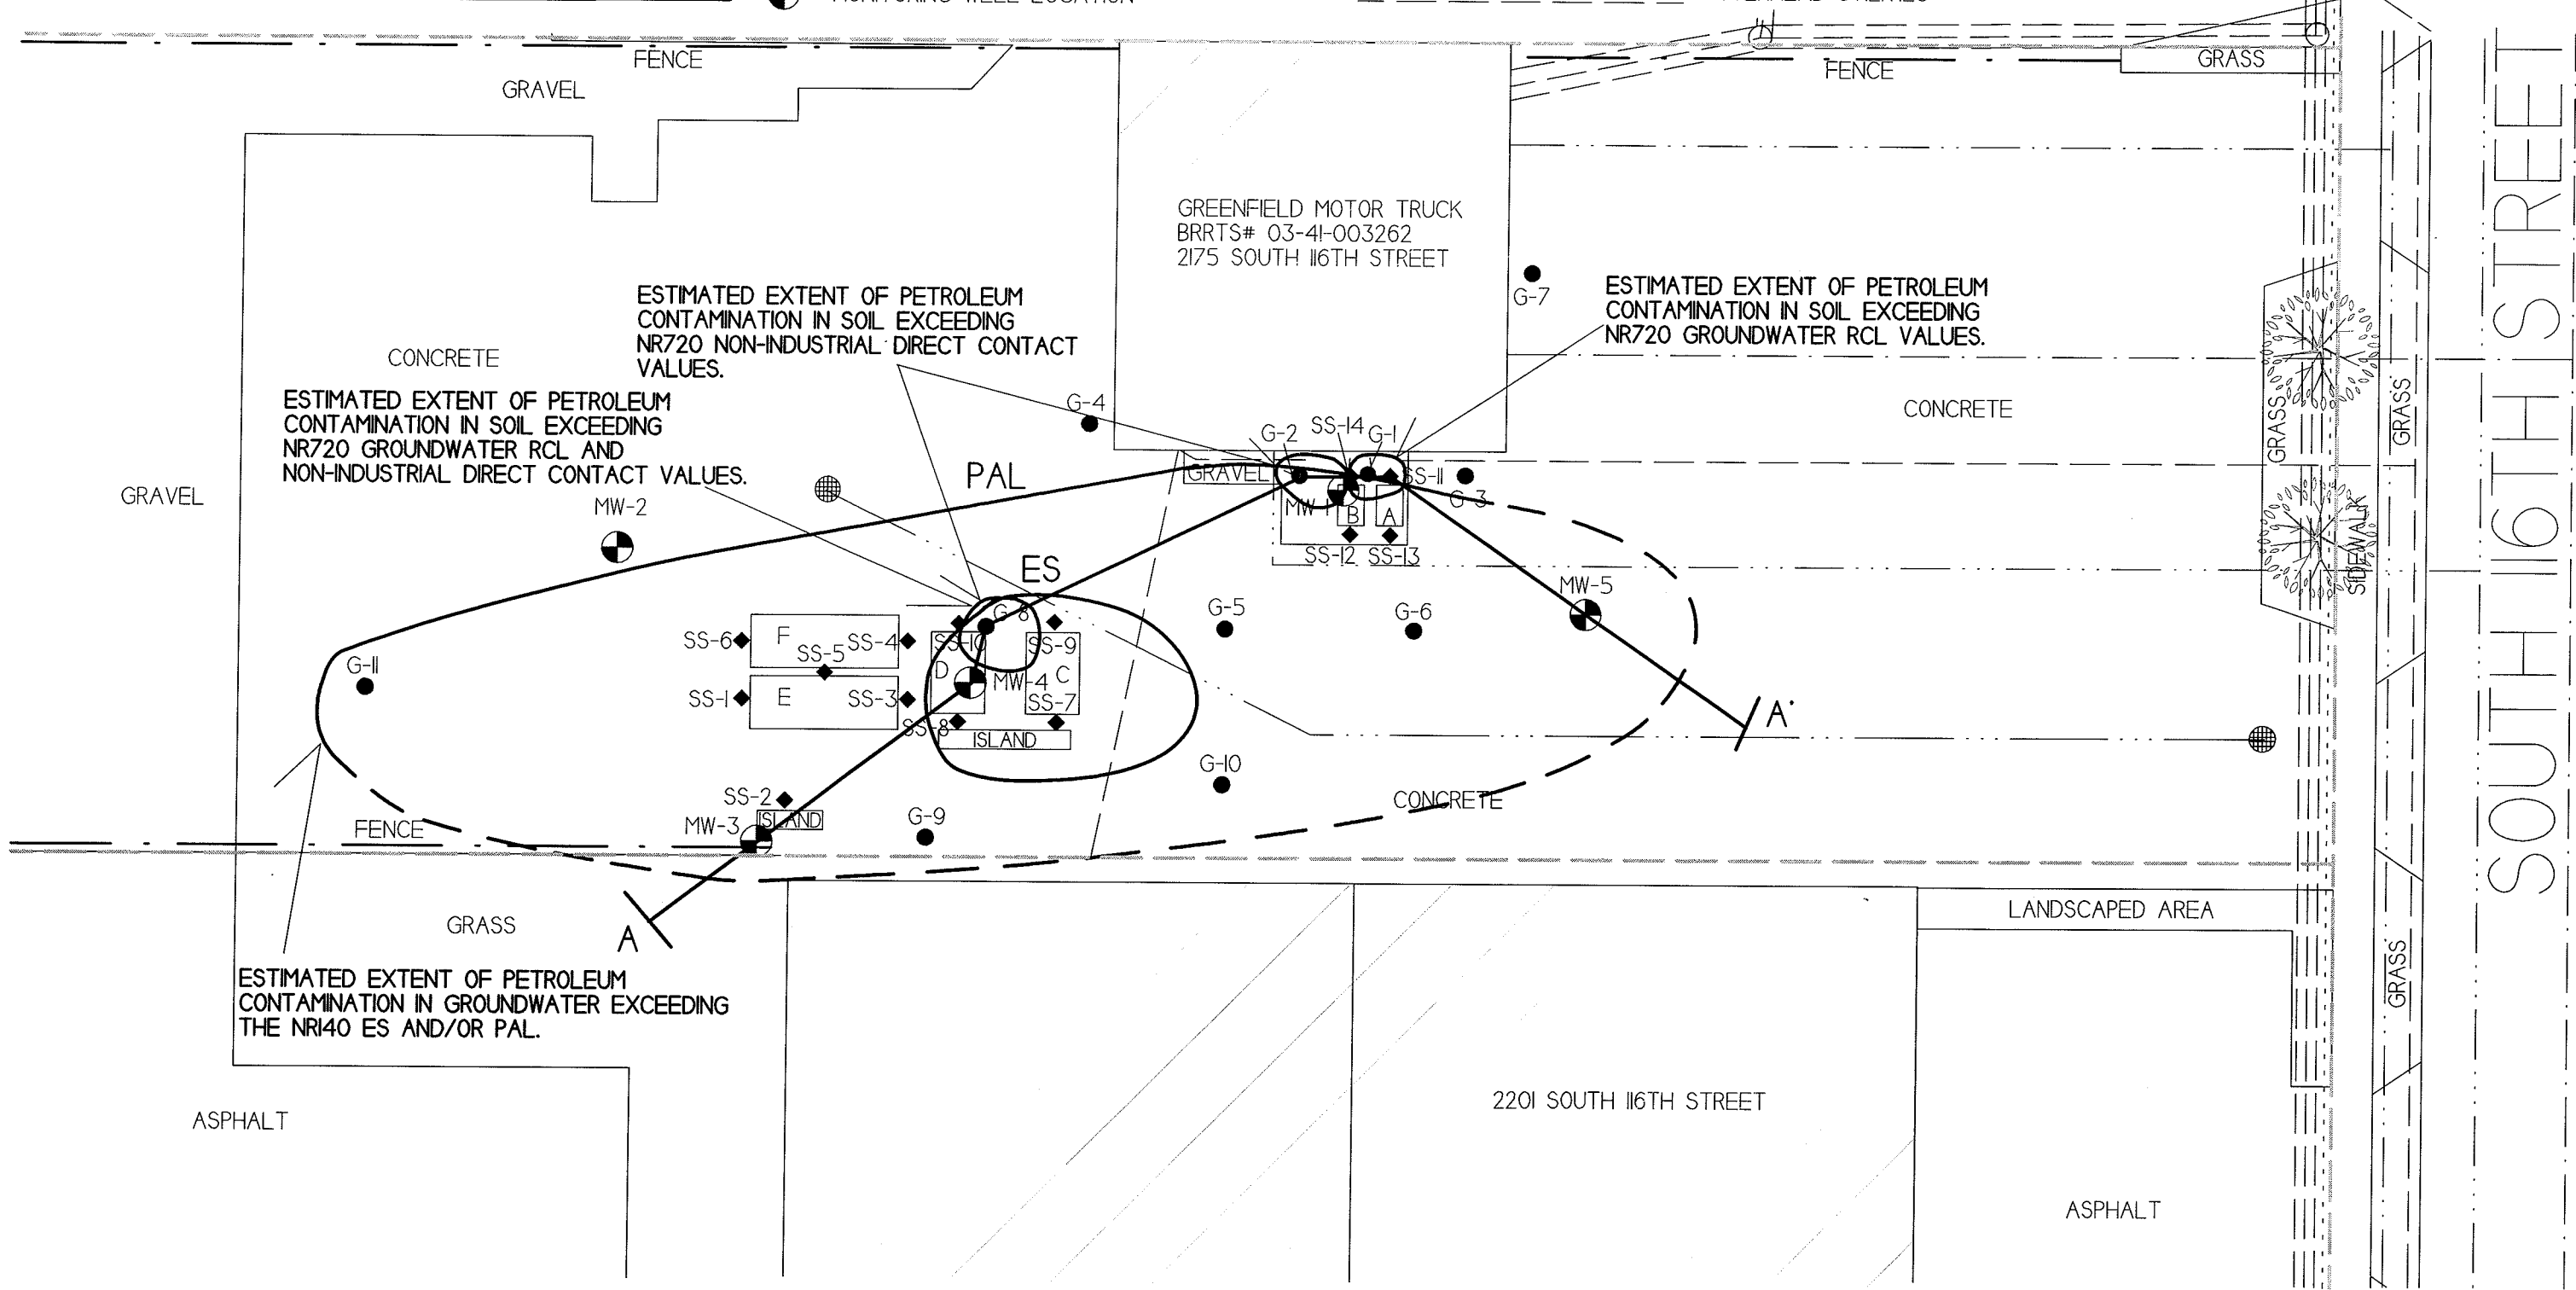 FENCE
GRAVEL
FENCE
GRASS
GREENFIELD MOTOR TRUCK
BRRTS# 03-41-003262
2175 SOUTH 116TH STREET
ESTIMATED EXTENT OF PETROLEUM
CONTAMINATION IN SOIL EXCEEDING
NR720 NON-INDUSTRIAL DIRECT CONTACT
VALUES.
G-7
ESTIMATED EXTENT OF PETROLEUM
CONTAMINATION IN SOIL EXCEEDING
NR720 GROUNDWATER RCL VALUES.
CONCRETE
ESTIMATED EXTENT OF PETROLEUM
CONTAMINATION IN SOIL EXCEEDING
NR720 GROUNDWATER RCL AND
NON-INDUSTRIAL DIRECT CONTACT VALUES.
G-4
CONCRETE
GRASS
GRASS
SOUTH 116TH STREET
G-2
SS-14
G-1
GRAVEL
PAL
GRAVEL
SS-11
G-3
MW-2
MW-1
B
A
SS-12
SS-13
SIDEWALK
ES
MW-5
G-8
G-5
G-6
SS-6
F
SS-4
SS-10
SS-9
SS-5
G-11
D
MW-4
C
SS-1
E
SS-3
SS-7
SS-8
ISLAND
A'
G-10
SS-2
ISLAND
CONCRETE
MW-3
G-9
FENCE
GRASS
A
LANDSCAPED AREA
GRASS
ESTIMATED EXTENT OF PETROLEUM
CONTAMINATION IN GROUNDWATER EXCEEDING
THE NR140 ES AND/OR PAL.
ASPHALT
2201 SOUTH 116TH STREET
ASPHALT